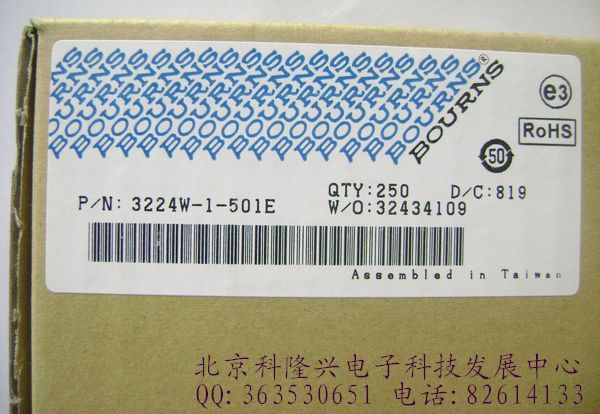 BOURNS®
e3
RoHS
50
P/N: 3224W-1-501E
QTY:250 D/C:819
W/O:32434109
Assembled in Taiwan
北京科隆兴电子科技发展中心
QQ: 363530651 电话: 82614133